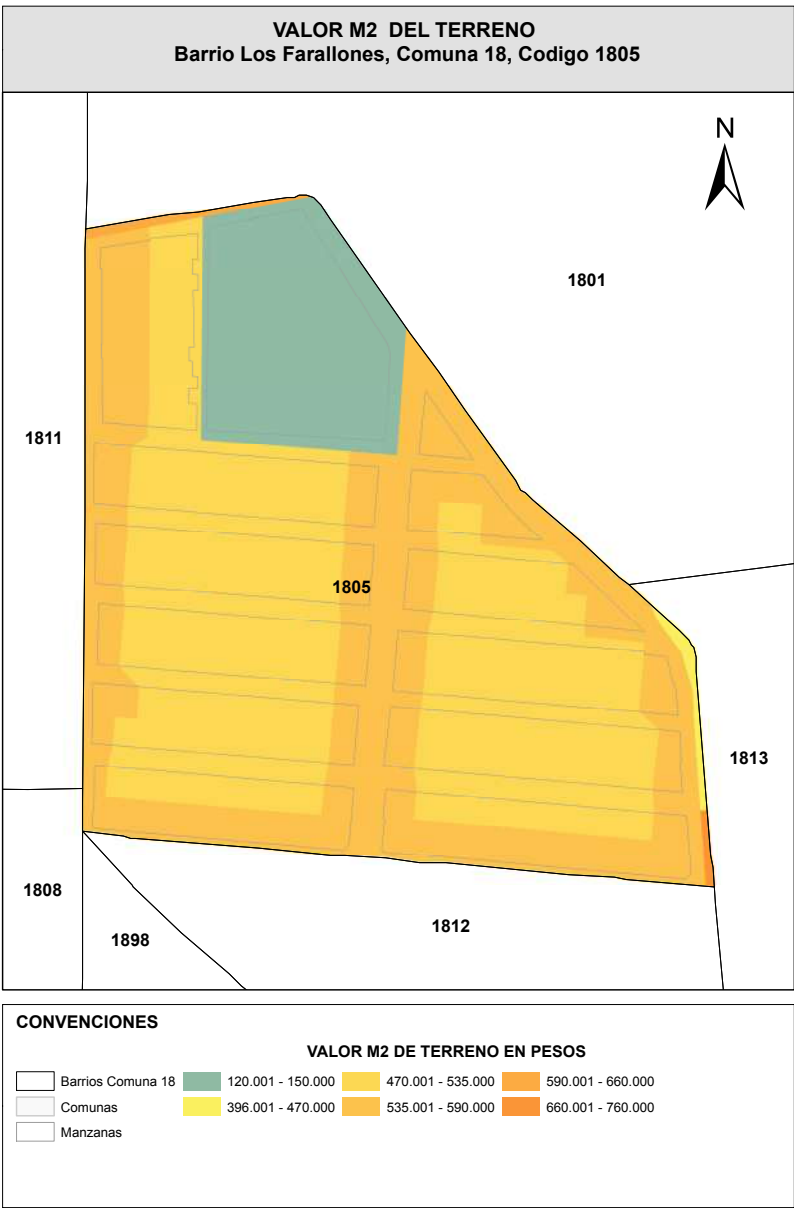 VALOR M2 DEL TERRENO
Barrio Los Farallones, Comuna 18, Codigo 1805
N
1801
1811
1805
1813
1808
1812
1898
CONVENCIONES
VALOR M2 DE TERRENO EN PESOS
Barrios Comuna 18 120.001 - 150.000 470.001 - 535.000 590.001 - 660.000
Comunas 396.001 - 470.000 535.001 - 590.000 660.001 - 760.000
Manzanas